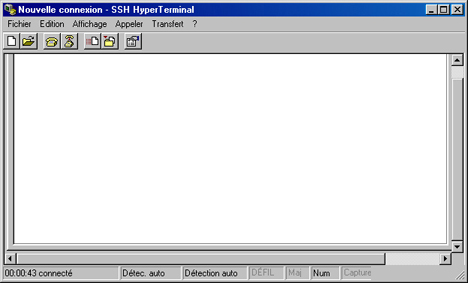 Nouvelle connexion - SSH HyperTerminal
Fichier Edition Affichage Appeler Transfert ?
00:00:43 connecté Détec. auto Détection auto DÉFIL Maj Num Capture